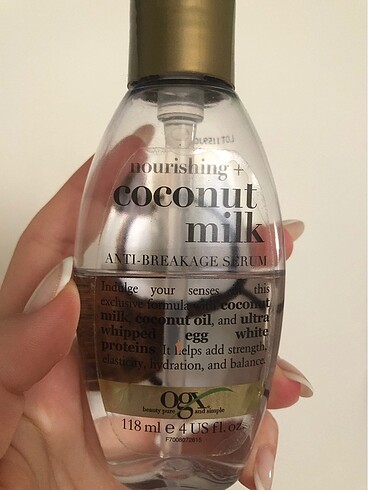 nourishing +
coconut
milk
ANTI-BREAKAGE SERUM
Indulge your senses this
exclusive formula with coconut
milk, coconut oil, and ultra
whipped egg white
proteins. It helps add strength,
elasticity, hydration, and balance.
ogx
beauty pure and simple
118 ml e 4 US fl. oz.
F7008072615